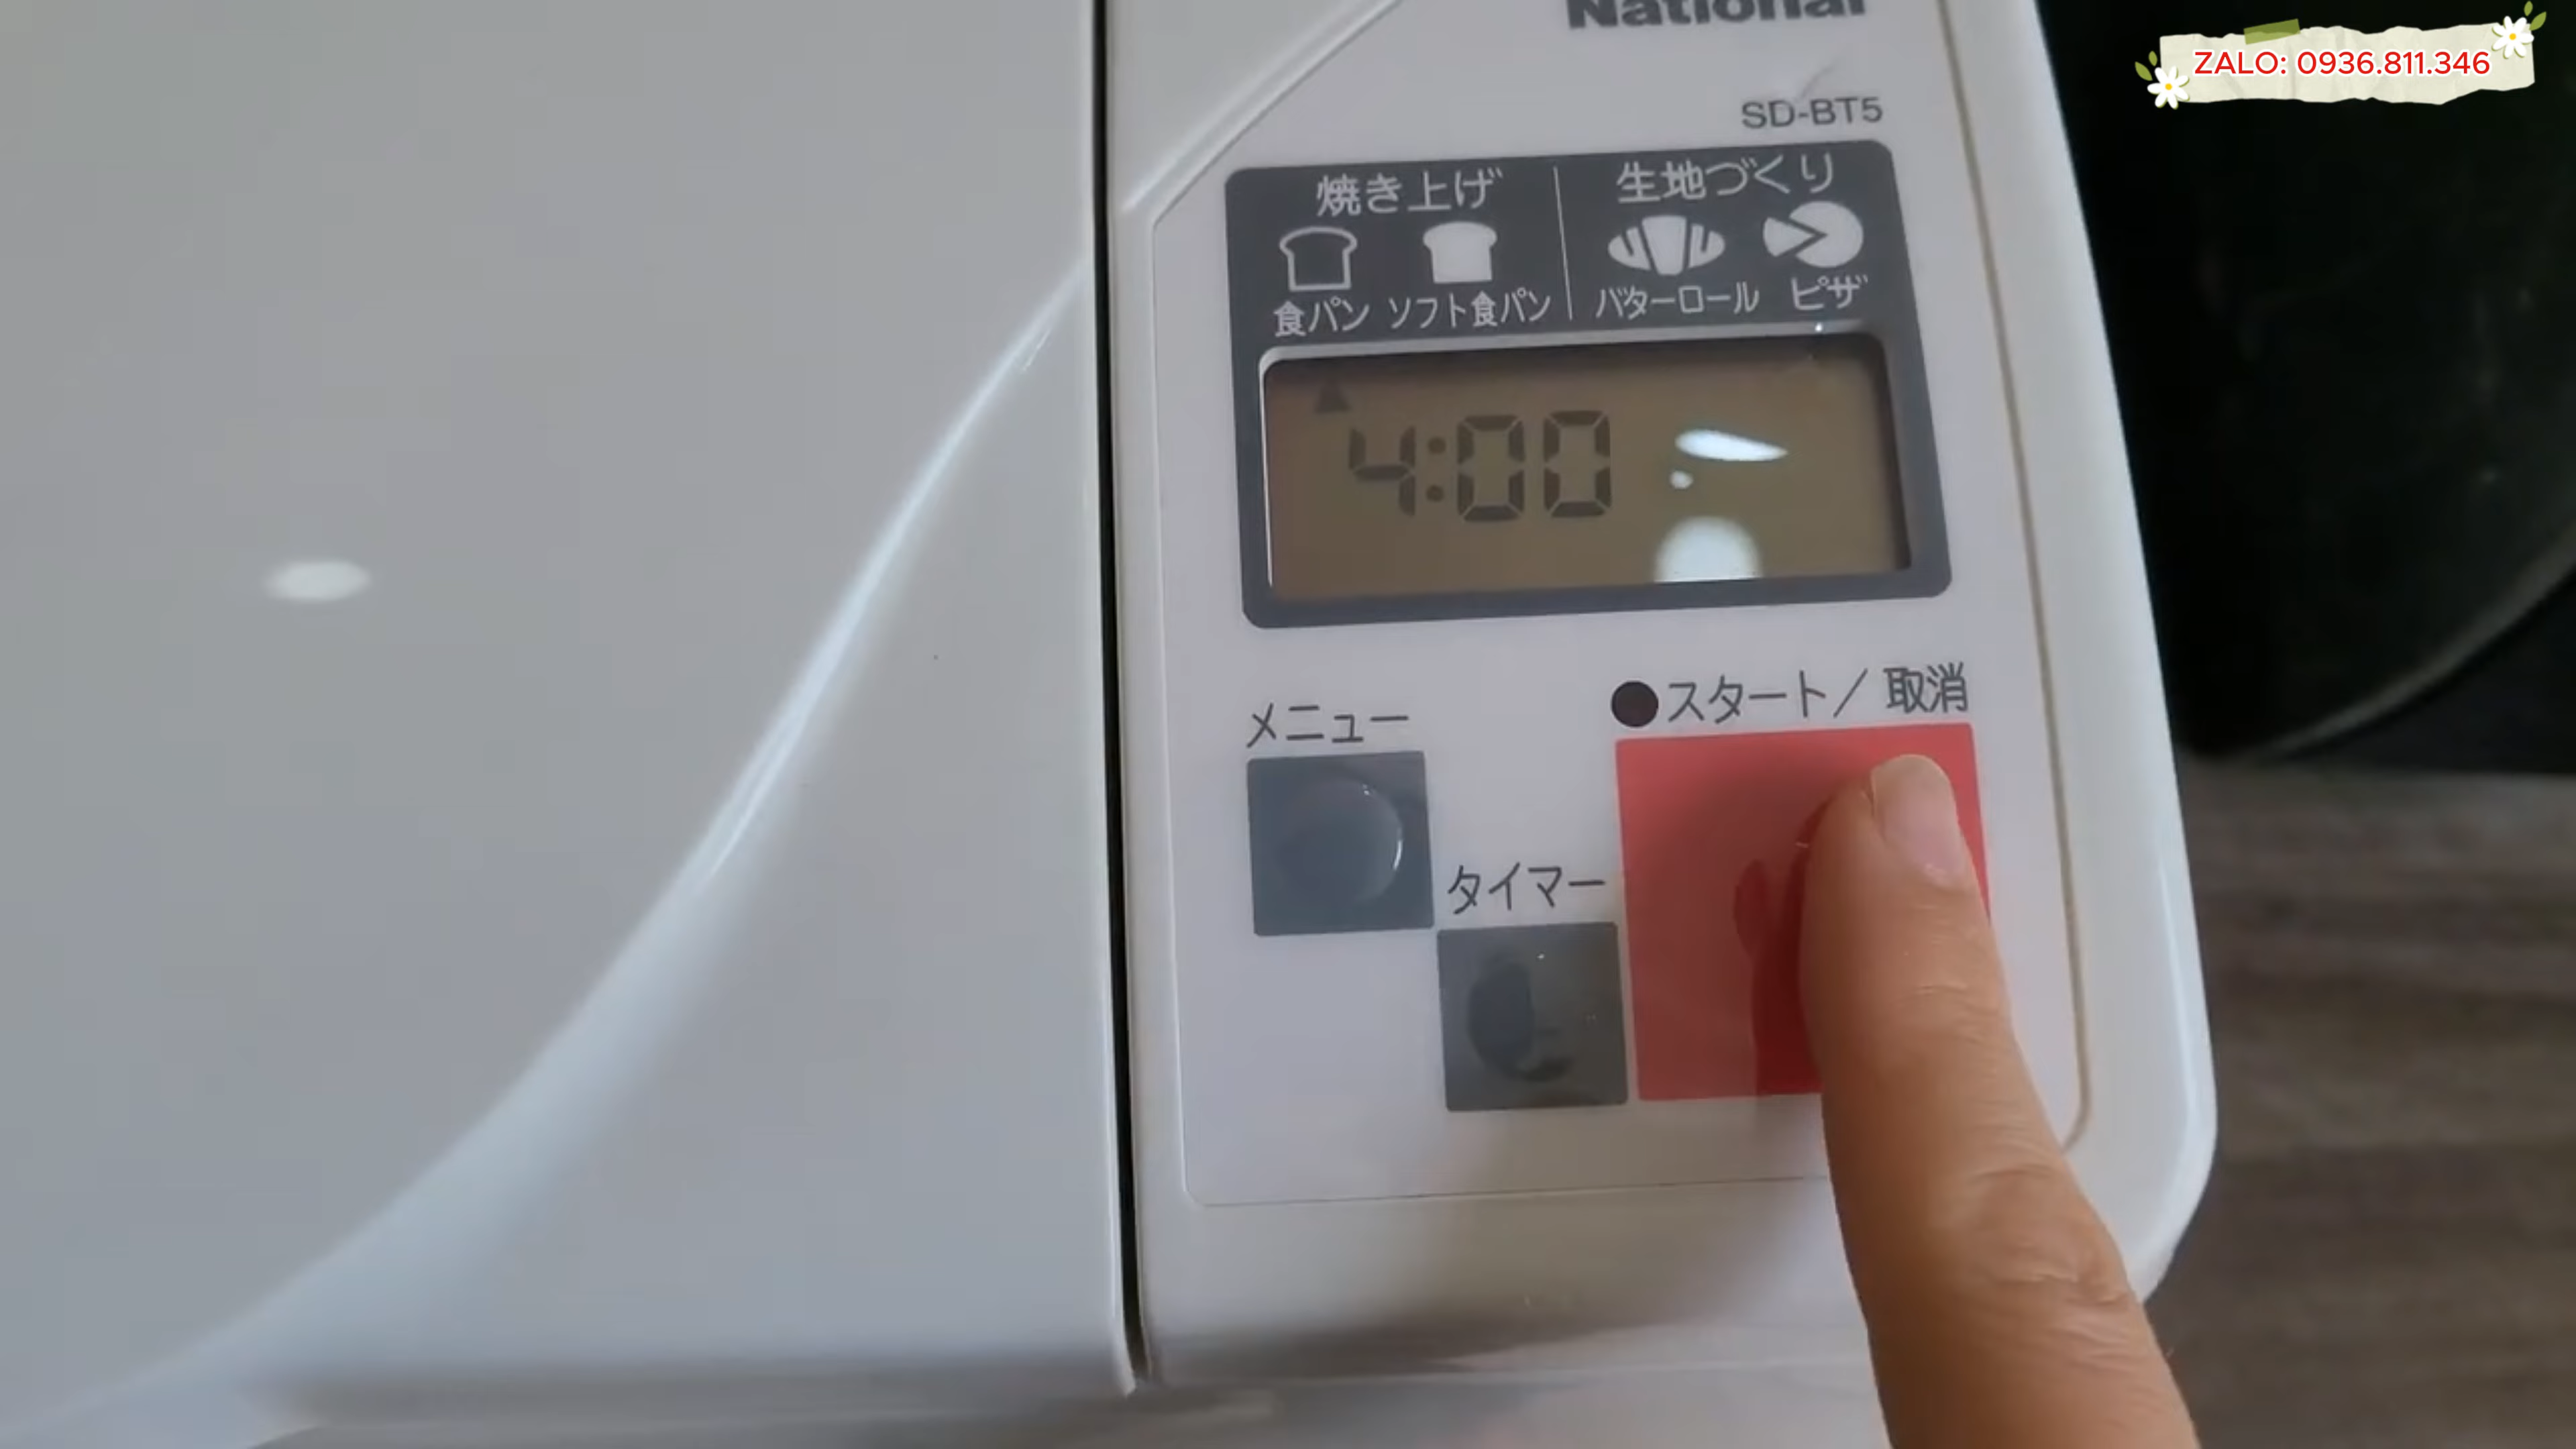 National
ZALO: 0936.811.346
SD-BT5
焼き上げ 生地づくり
食パン ソフト食パン バターロール ピザ
4:00
メニュー
スタート／取消
タイマー